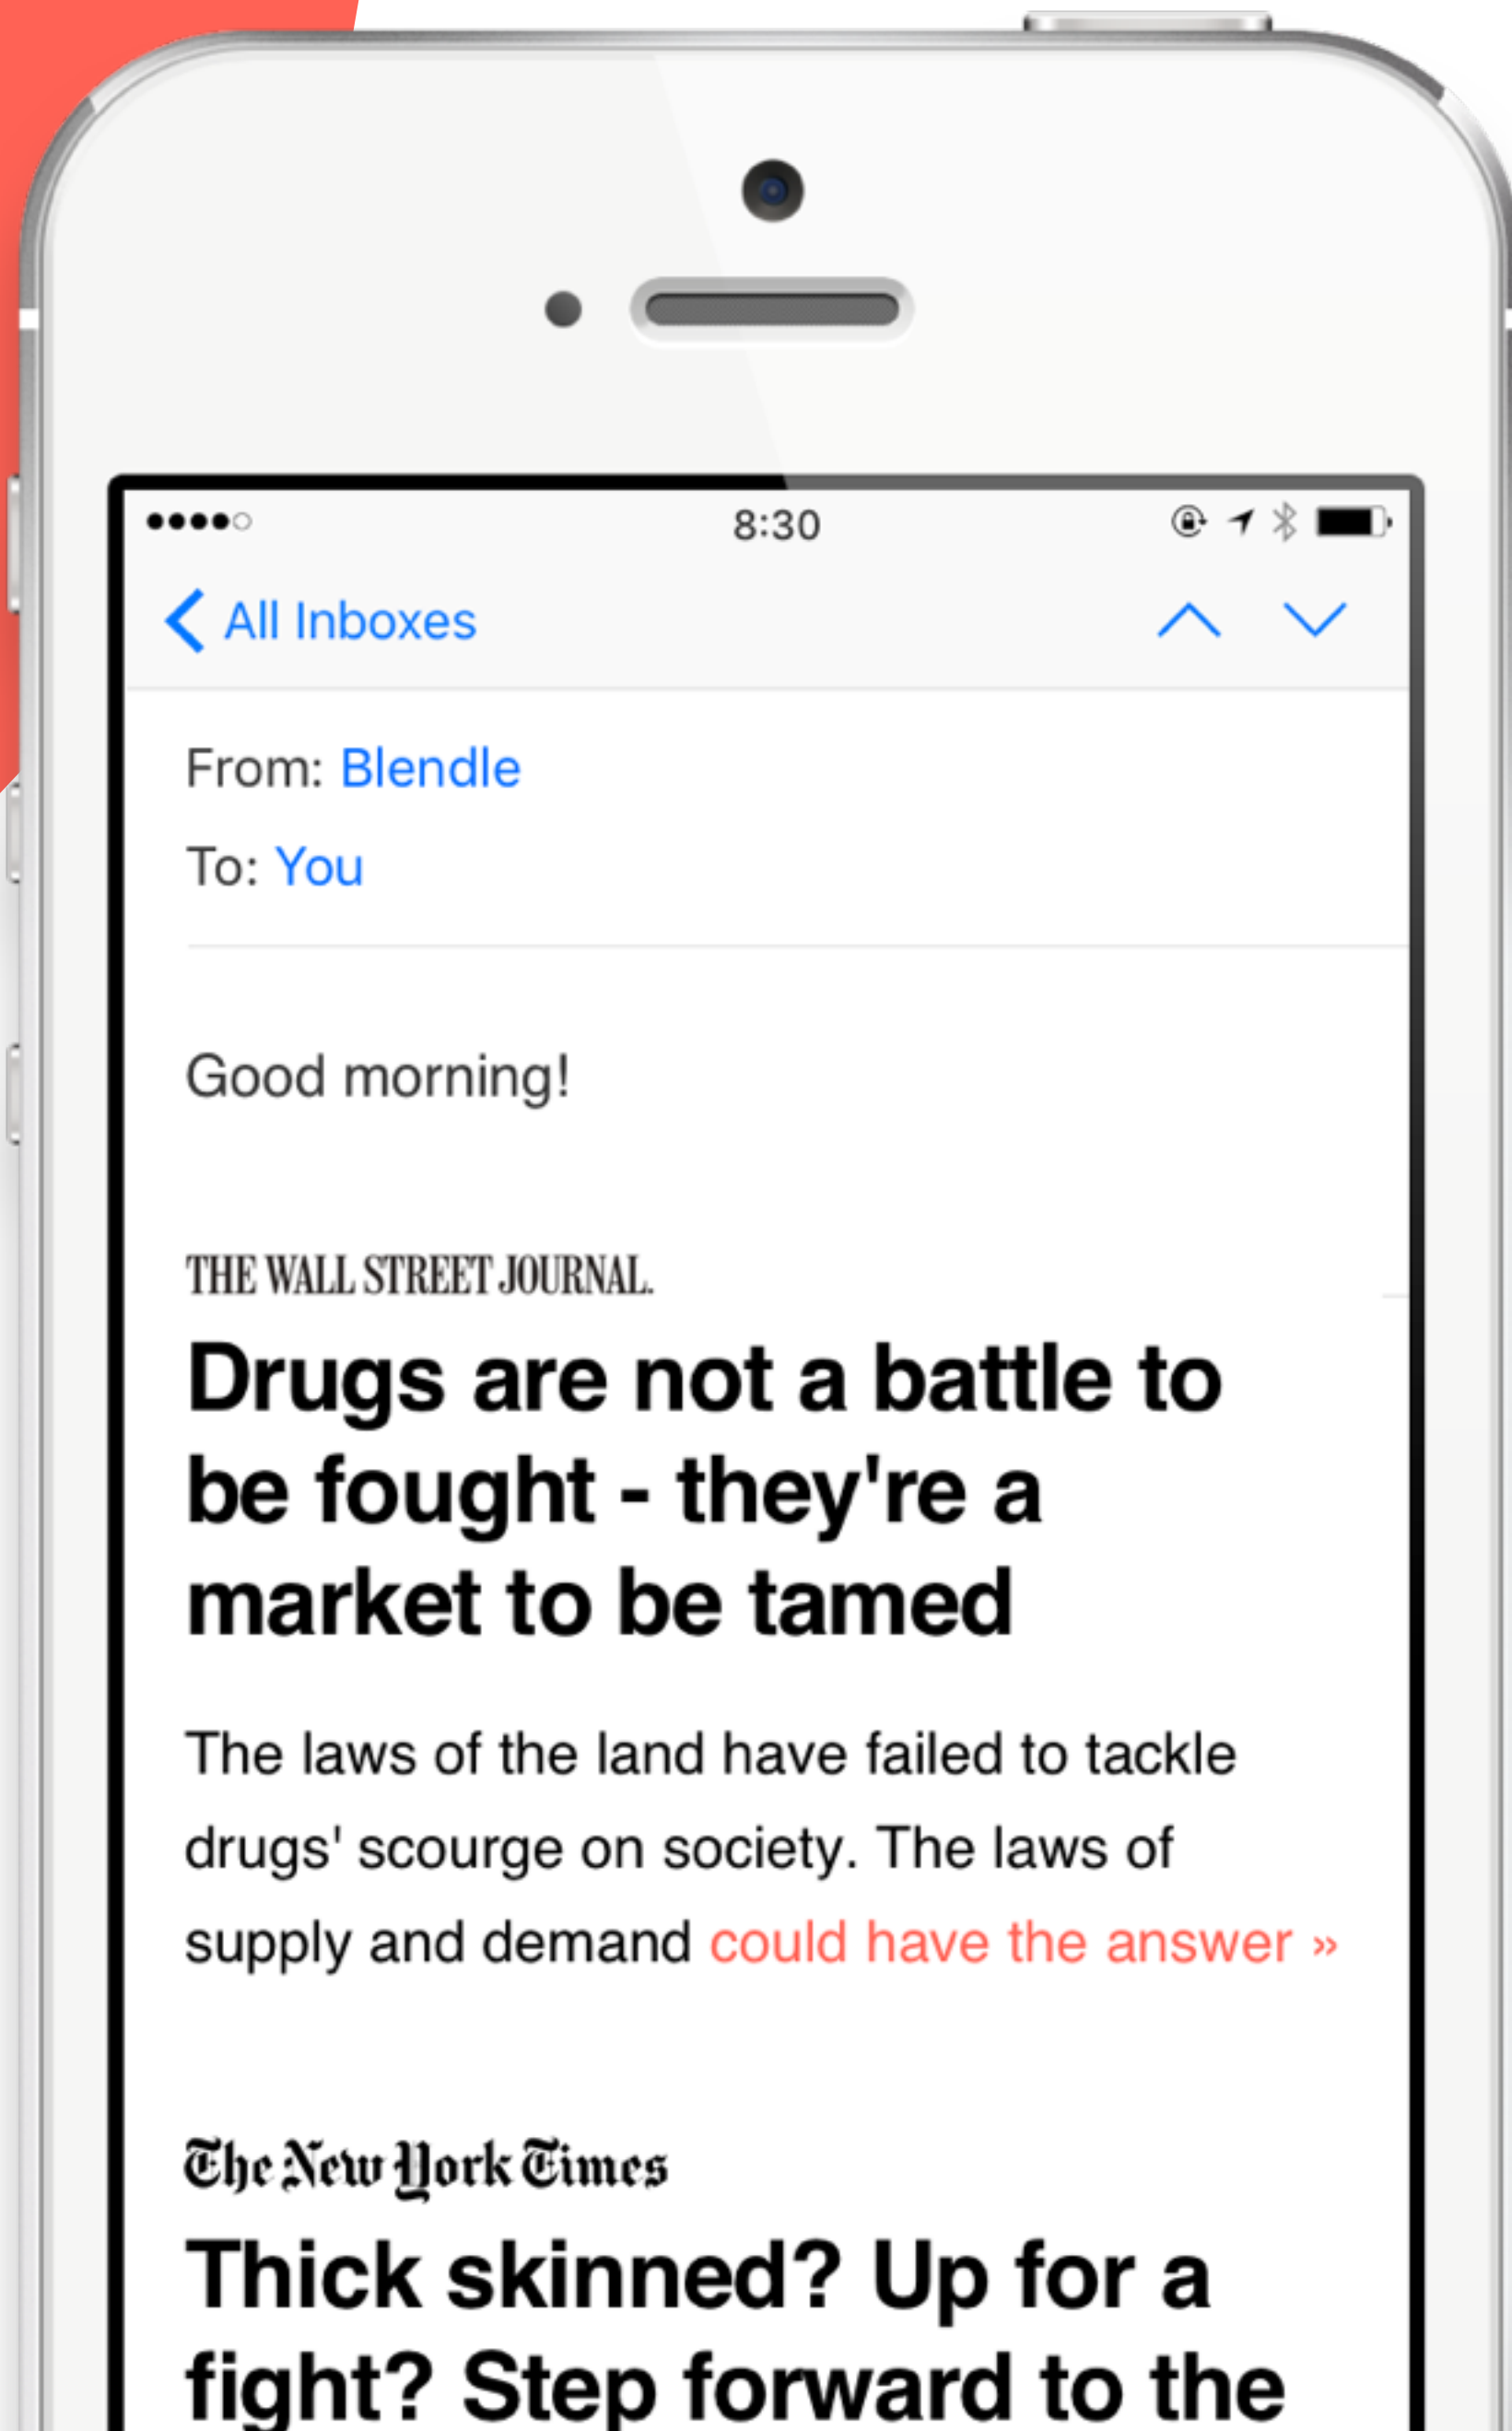 8:30
All Inboxes
From: Blendle
To: You
Good morning!
THE WALL STREET JOURNAL.
Drugs are not a battle to
be fought - they're a
market to be tamed
The laws of the land have failed to tackle
drugs' scourge on society. The laws of
supply and demand could have the answer »
The New York Times
Thick skinned? Up for a
fight? Step forward to the